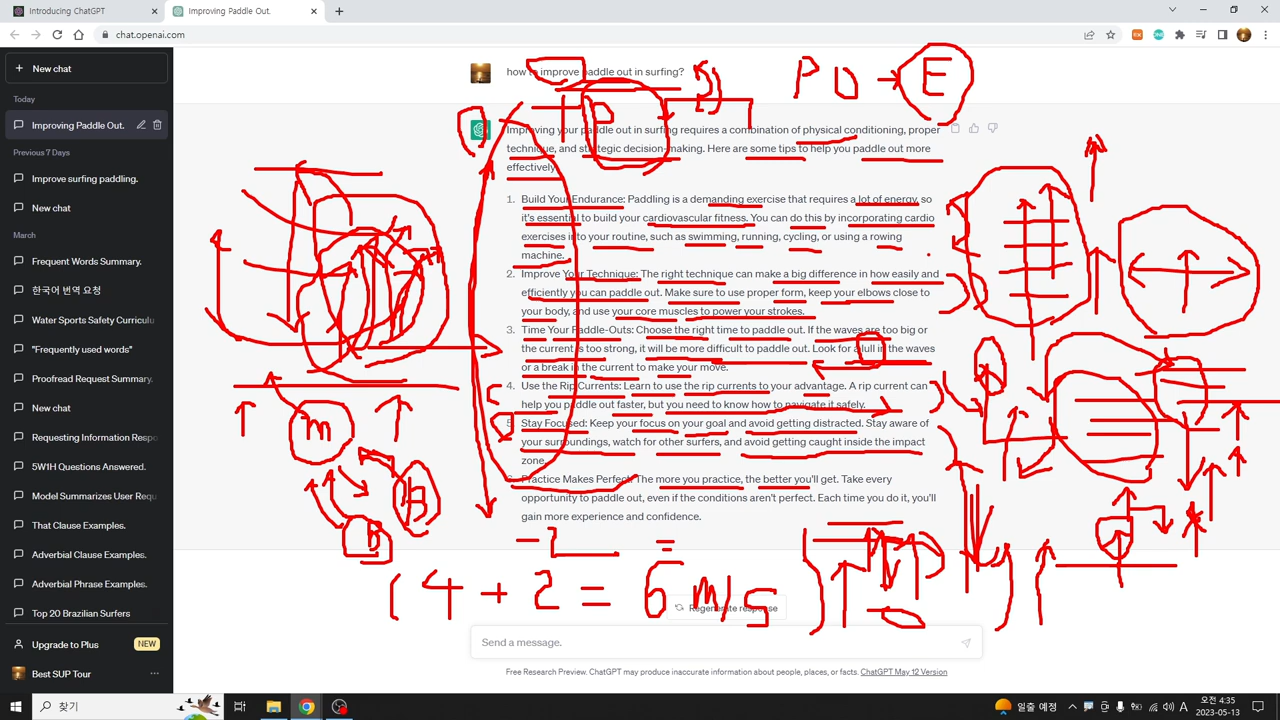 Introducing ChatGPT
Improving Paddle Out.
chat.openai.com
New chat
Today
Improving Paddle Out.
Previous 7 Days
Improve surfing paddling.
New chat
March
Frequent Words Summary.
한국어 번역 요청
Water Sports Safety Curriculu
"Frequently used words"
Proofread Request Summary.
New chat
Requesting Information Respo
5W1H Questions Answered.
Model Summarizes User Requ
That Clause Examples.
Adverbial Clause Examples.
Adverbial Phrase Examples.
Top 20 Brazilian Surfers
Upgrade to Plus NEW
Best SUP Tour
how to improve paddle out in surfing?
P O → E
Improving your paddle out in surfing requires a combination of physical conditioning, proper
technique, and strategic decision-making. Here are some tips to help you paddle out more
effectively:
1. Build Your Endurance: Paddling is a demanding exercise that requires a lot of energy, so
it's essential to build your cardiovascular fitness. You can do this by incorporating cardio
exercises into your routine, such as swimming, running, cycling, or using a rowing
machine.
2. Improve Your Technique: The right technique can make a big difference in how easily and
efficiently you can paddle out. Make sure to use proper form, keep your elbows close to
your body, and use your core muscles to power your strokes.
3. Time Your Paddle-Outs: Choose the right time to paddle out. If the waves are too big or
the current is too strong, it will be more difficult to paddle out. Look for a lull in the waves
or a break in the current to make your move.
4. Use the Rip Currents: Learn to use the rip currents to your advantage. A rip current can
help you paddle out faster, but you need to know how to navigate it safely.
5. Stay Focused: Keep your focus on your goal and avoid getting distracted. Stay aware of
your surroundings, watch for other surfers, and avoid getting caught inside the impact
zone.
6. Practice Makes Perfect: The more you practice, the better you'll get. Take every
opportunity to paddle out, even if the conditions aren't perfect. Each time you do it, you'll
gain more experience and confidence.
m
4 + 2 = 6 m/s
Regenerate response
Send a message.
Free Research Preview. ChatGPT may produce inaccurate information about people, places, or facts. ChatGPT May 12 Version
찾기
일출 예정
A
오전 4:35
2023-05-13